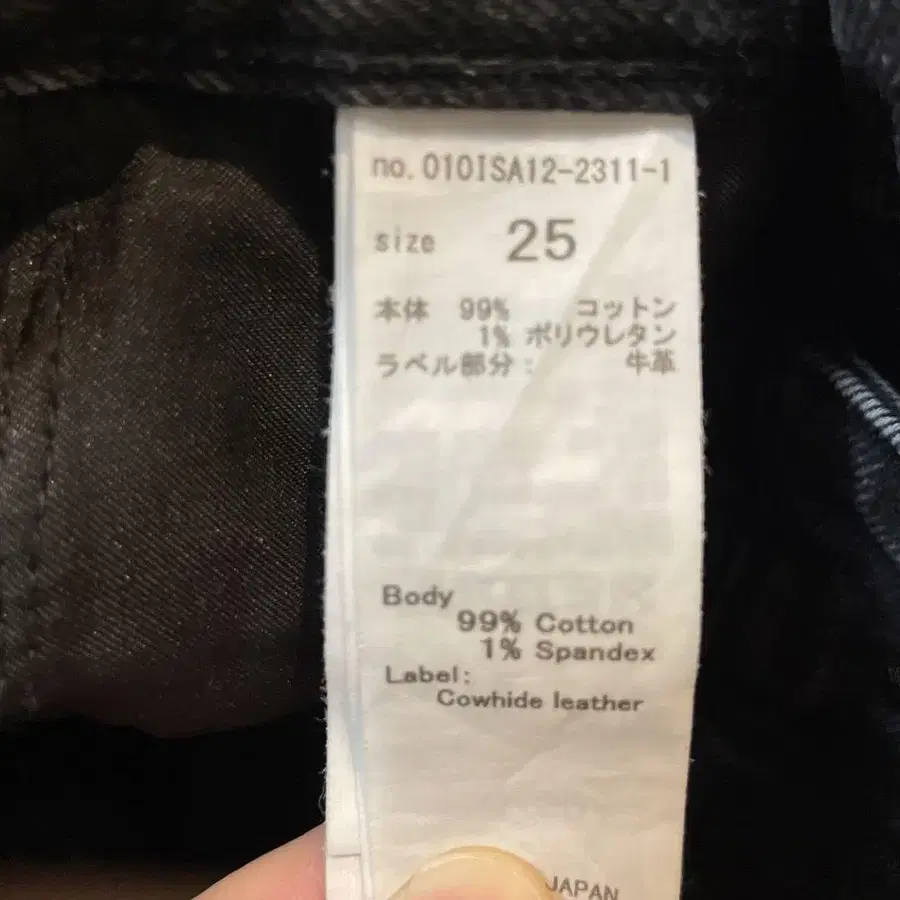 no. 010ISA12-2311-1
size 25
本体 99% コットン
1% ポリウレタン
ラベル部分： 牛革
Body
99% Cotton
1% Spandex
Label:
Cowhide leather
JAPAN